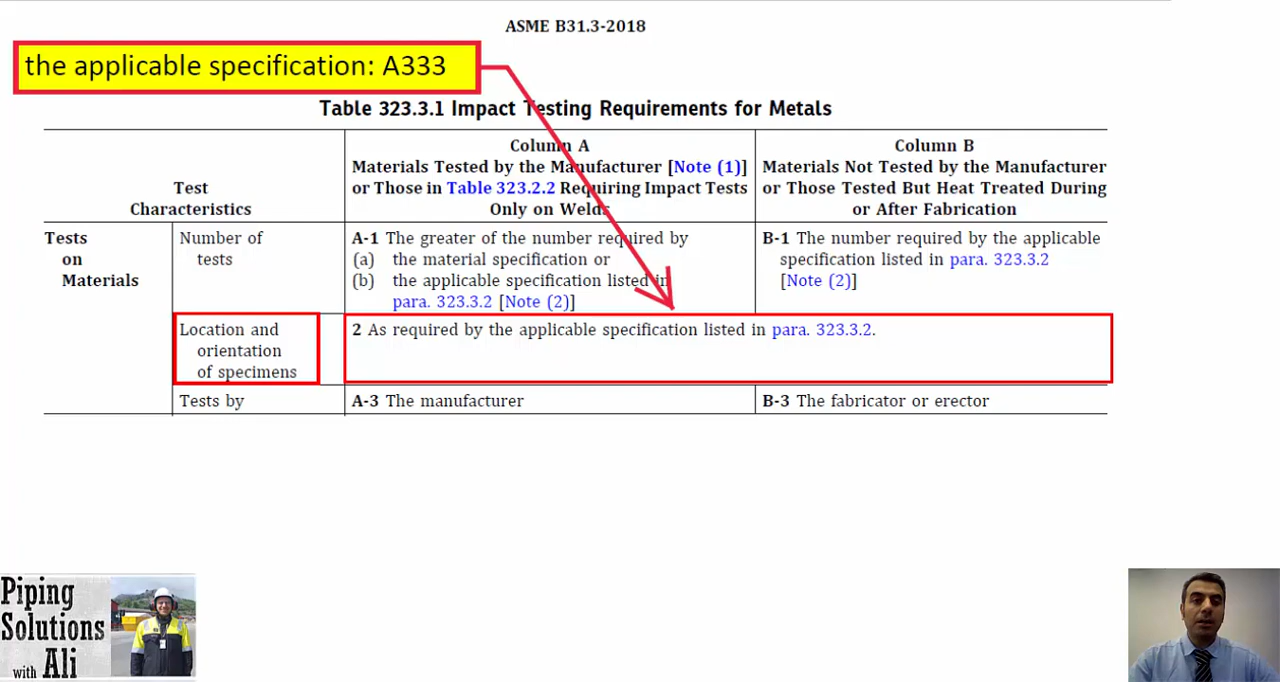 ASME B31.3-2018
the applicable specification: A333
Table 323.3.1 Impact Testing Requirements for Metals
Test
Characteristics
Column A
Materials Tested by the Manufacturer [Note (1)]
or Those in Table 323.2.2 Requiring Impact Tests
Only on Welds
Column B
Materials Not Tested by the Manufacturer
or Those Tested But Heat Treated During
or After Fabrication
Tests
on
Materials
Number of
tests
A-1 The greater of the number required by
(a) the material specification or
(b) the applicable specification listed in
para. 323.3.2 [Note (2)]
B-1 The number required by the applicable
specification listed in para. 323.3.2
[Note (2)]
Location and
orientation
of specimens
2 As required by the applicable specification listed in para. 323.3.2.
Tests by
A-3 The manufacturer
B-3 The fabricator or erector
Piping
Solutions
with Ali